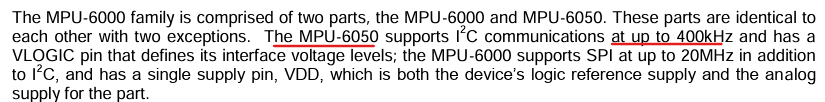 The MPU-6000 family is comprised of two parts, the MPU-6000 and MPU-6050. These parts are identical to
each other with two exceptions. The MPU-6050 supports I²C communications at up to 400kHz and has a
VLOGIC pin that defines its interface voltage levels; the MPU-6000 supports SPI at up to 20MHz in addition
to I²C, and has a single supply pin, VDD, which is both the device's logic reference supply and the analog
supply for the part.